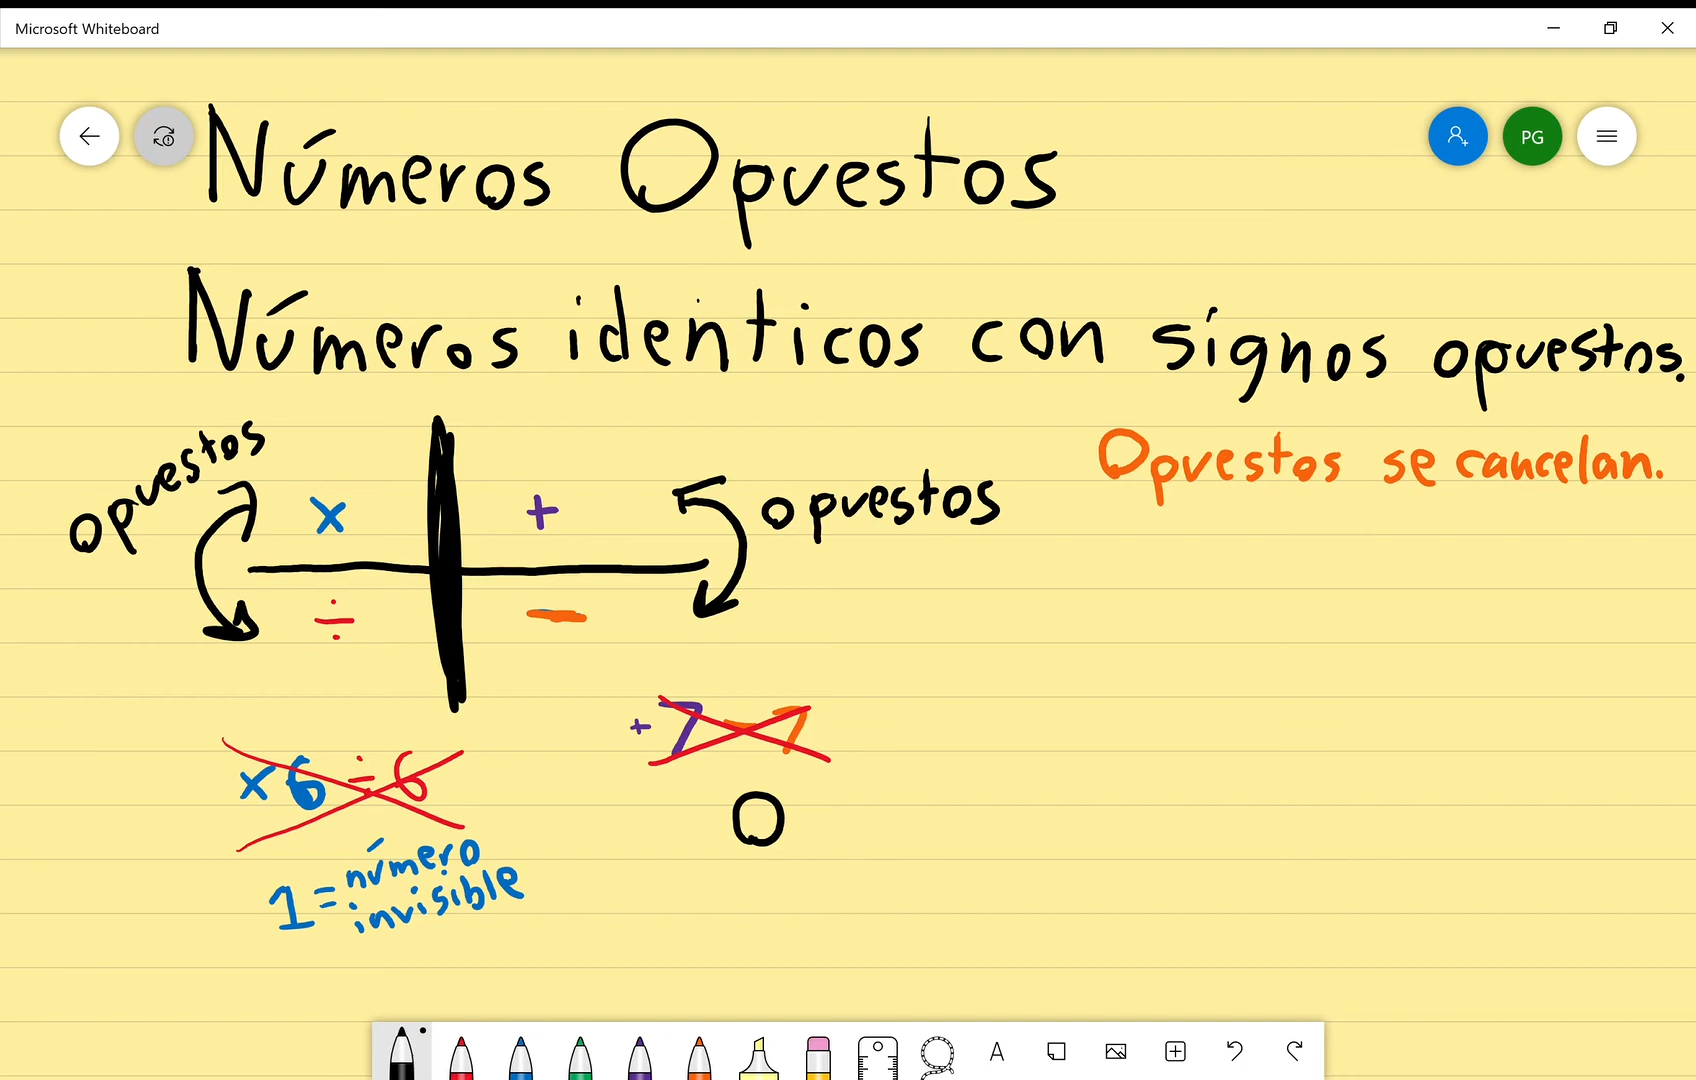 Microsoft Whiteboard
PG
Números Opuestos
Números identicos con signos opuestos.
Opuestos se cancelan.
opuestos
x +
opuestos
÷ −
+7 −7
x6 ÷6
0
1 = número
invisible
A